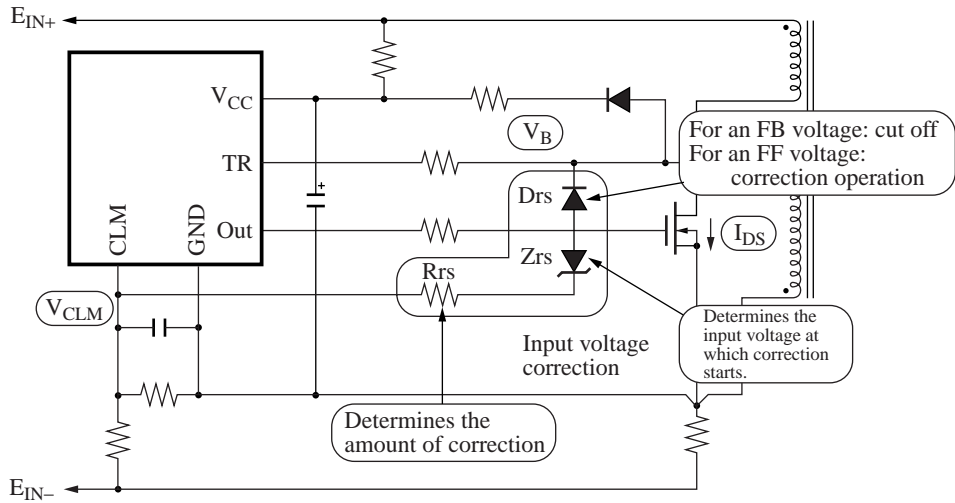 E_IN+
V_CC
V_B
For an FB voltage: cut off
For an FF voltage:
correction operation
TR
Drs
CLM
GND
Out
I_DS
Zrs
Rrs
V_CLM
Determines the
input voltage at
which correction
starts.
Input voltage
correction
Determines the
amount of correction
E_IN–
+